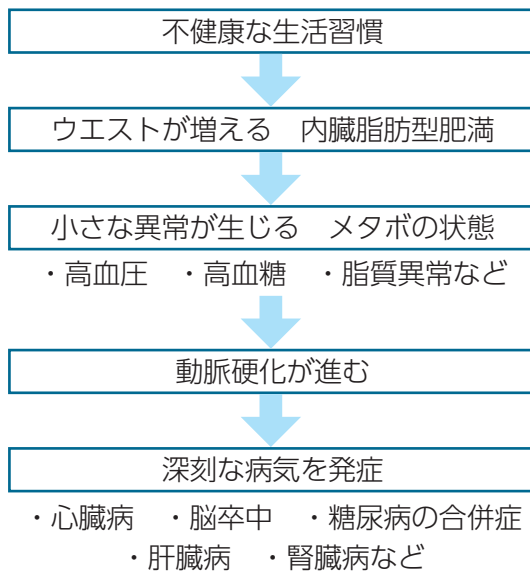 不健康な生活習慣
ウエストが増える　内臓脂肪型肥満
小さな異常が生じる　メタボの状態
・高血圧　・高血糖　・脂質異常など
動脈硬化が進む
深刻な病気を発症
・心臓病　・脳卒中　・糖尿病の合併症
・肝臓病　・腎臓病など